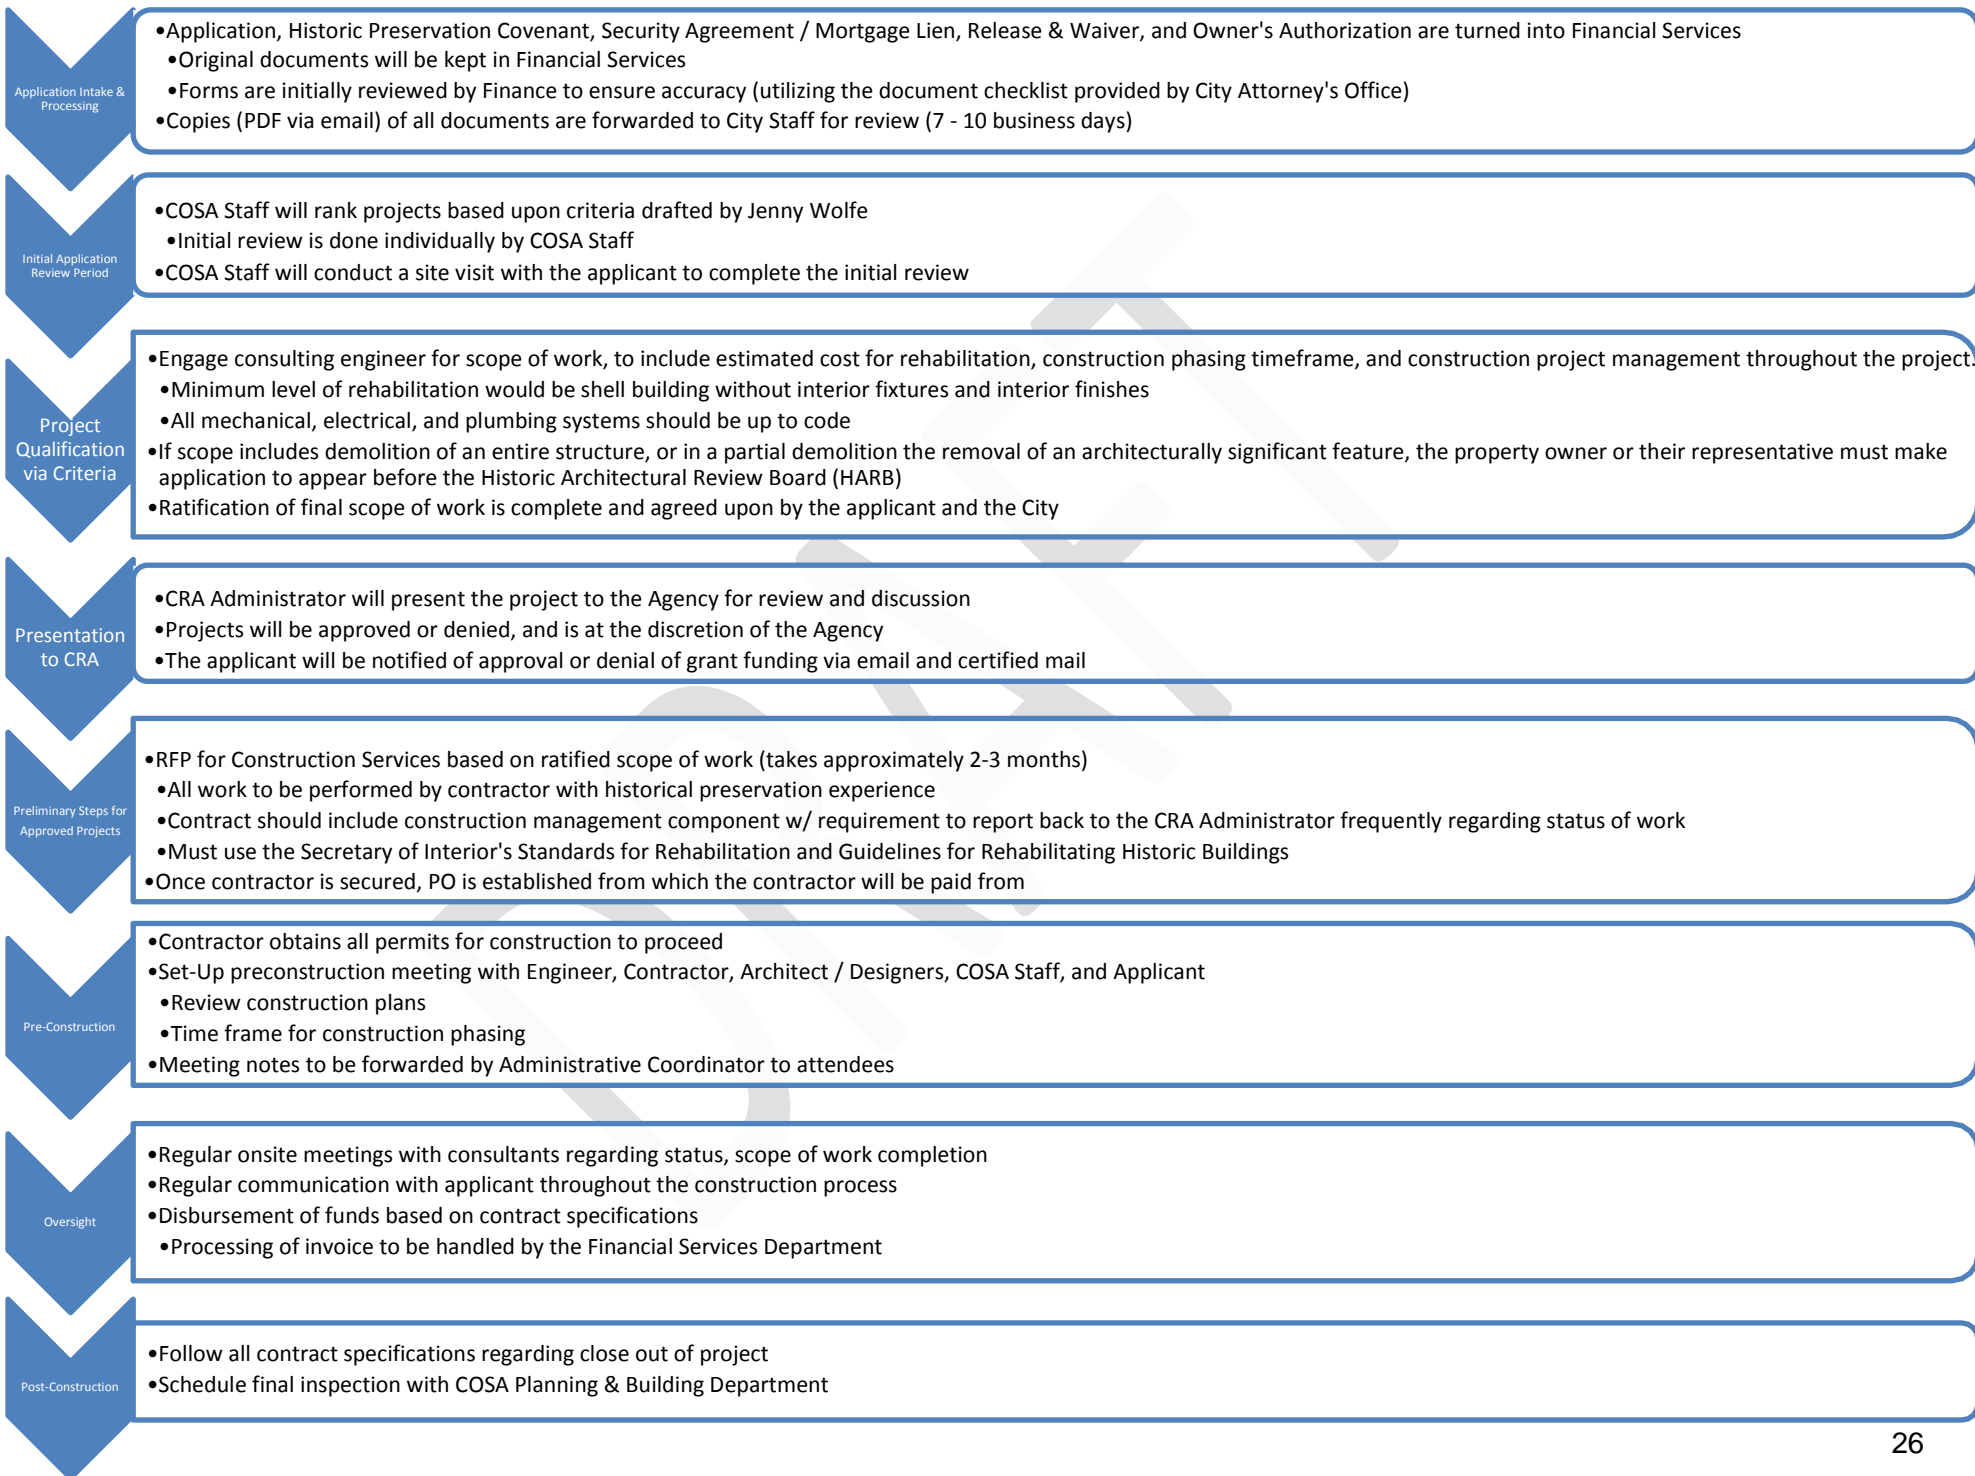 Application Intake &
Processing
•Application, Historic Preservation Covenant, Security Agreement / Mortgage Lien, Release & Waiver, and Owner's Authorization are turned into Financial Services
•Original documents will be kept in Financial Services
•Forms are initially reviewed by Finance to ensure accuracy (utilizing the document checklist provided by City Attorney's Office)
•Copies (PDF via email) of all documents are forwarded to City Staff for review (7 - 10 business days)
Initial Application
Review Period
•COSA Staff will rank projects based upon criteria drafted by Jenny Wolfe
•Initial review is done individually by COSA Staff
•COSA Staff will conduct a site visit with the applicant to complete the initial review
Project
Qualification
via Criteria
•Engage consulting engineer for scope of work, to include estimated cost for rehabilitation, construction phasing timeframe, and construction project management throughout the project.
•Minimum level of rehabilitation would be shell building without interior fixtures and interior finishes
•All mechanical, electrical, and plumbing systems should be up to code
•If scope includes demolition of an entire structure, or in a partial demolition the removal of an architecturally significant feature, the property owner or their representative must make
application to appear before the Historic Architectural Review Board (HARB)
•Ratification of final scope of work is complete and agreed upon by the applicant and the City
Presentation
to CRA
•CRA Administrator will present the project to the Agency for review and discussion
•Projects will be approved or denied, and is at the discretion of the Agency
•The applicant will be notified of approval or denial of grant funding via email and certified mail
Preliminary Steps for
Approved Projects
•RFP for Construction Services based on ratified scope of work (takes approximately 2-3 months)
•All work to be performed by contractor with historical preservation experience
•Contract should include construction management component w/ requirement to report back to the CRA Administrator frequently regarding status of work
•Must use the Secretary of Interior's Standards for Rehabilitation and Guidelines for Rehabilitating Historic Buildings
•Once contractor is secured, PO is established from which the contractor will be paid from
Pre-Construction
•Contractor obtains all permits for construction to proceed
•Set-Up preconstruction meeting with Engineer, Contractor, Architect / Designers, COSA Staff, and Applicant
•Review construction plans
•Time frame for construction phasing
•Meeting notes to be forwarded by Administrative Coordinator to attendees
Oversight
•Regular onsite meetings with consultants regarding status, scope of work completion
•Regular communication with applicant throughout the construction process
•Disbursement of funds based on contract specifications
•Processing of invoice to be handled by the Financial Services Department
Post-Construction
•Follow all contract specifications regarding close out of project
•Schedule final inspection with COSA Planning & Building Department
DRAFT
26